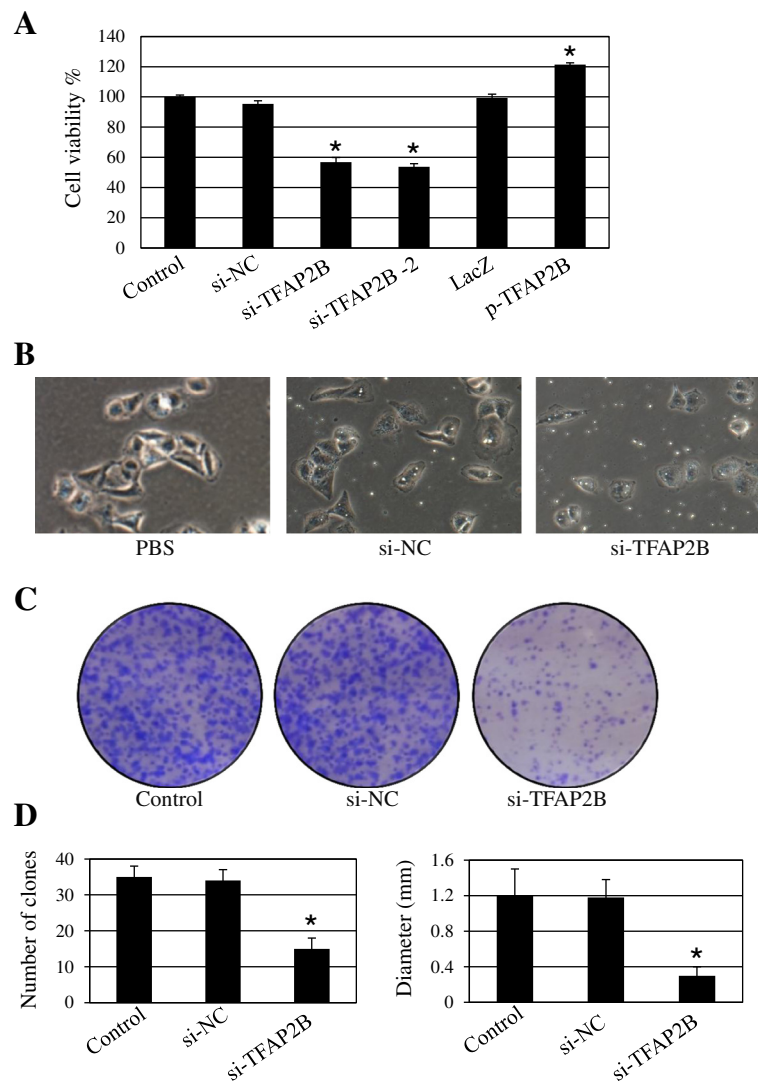 A
Cell viability %
140
120
100
80
60
40
20
0
*
*
*
Control
si-NC
si-TFAP2B
si-TFAP2B -2
LacZ
p-TFAP2B
B
PBS
si-NC
si-TFAP2B
C
Control
si-NC
si-TFAP2B
D
Number of clones
40
30
20
10
0
*
Control
si-NC
si-TFAP2B
Diameter (mm)
1.6
1.2
0.8
0.4
0
*
Control
si-NC
si-TFAP2B